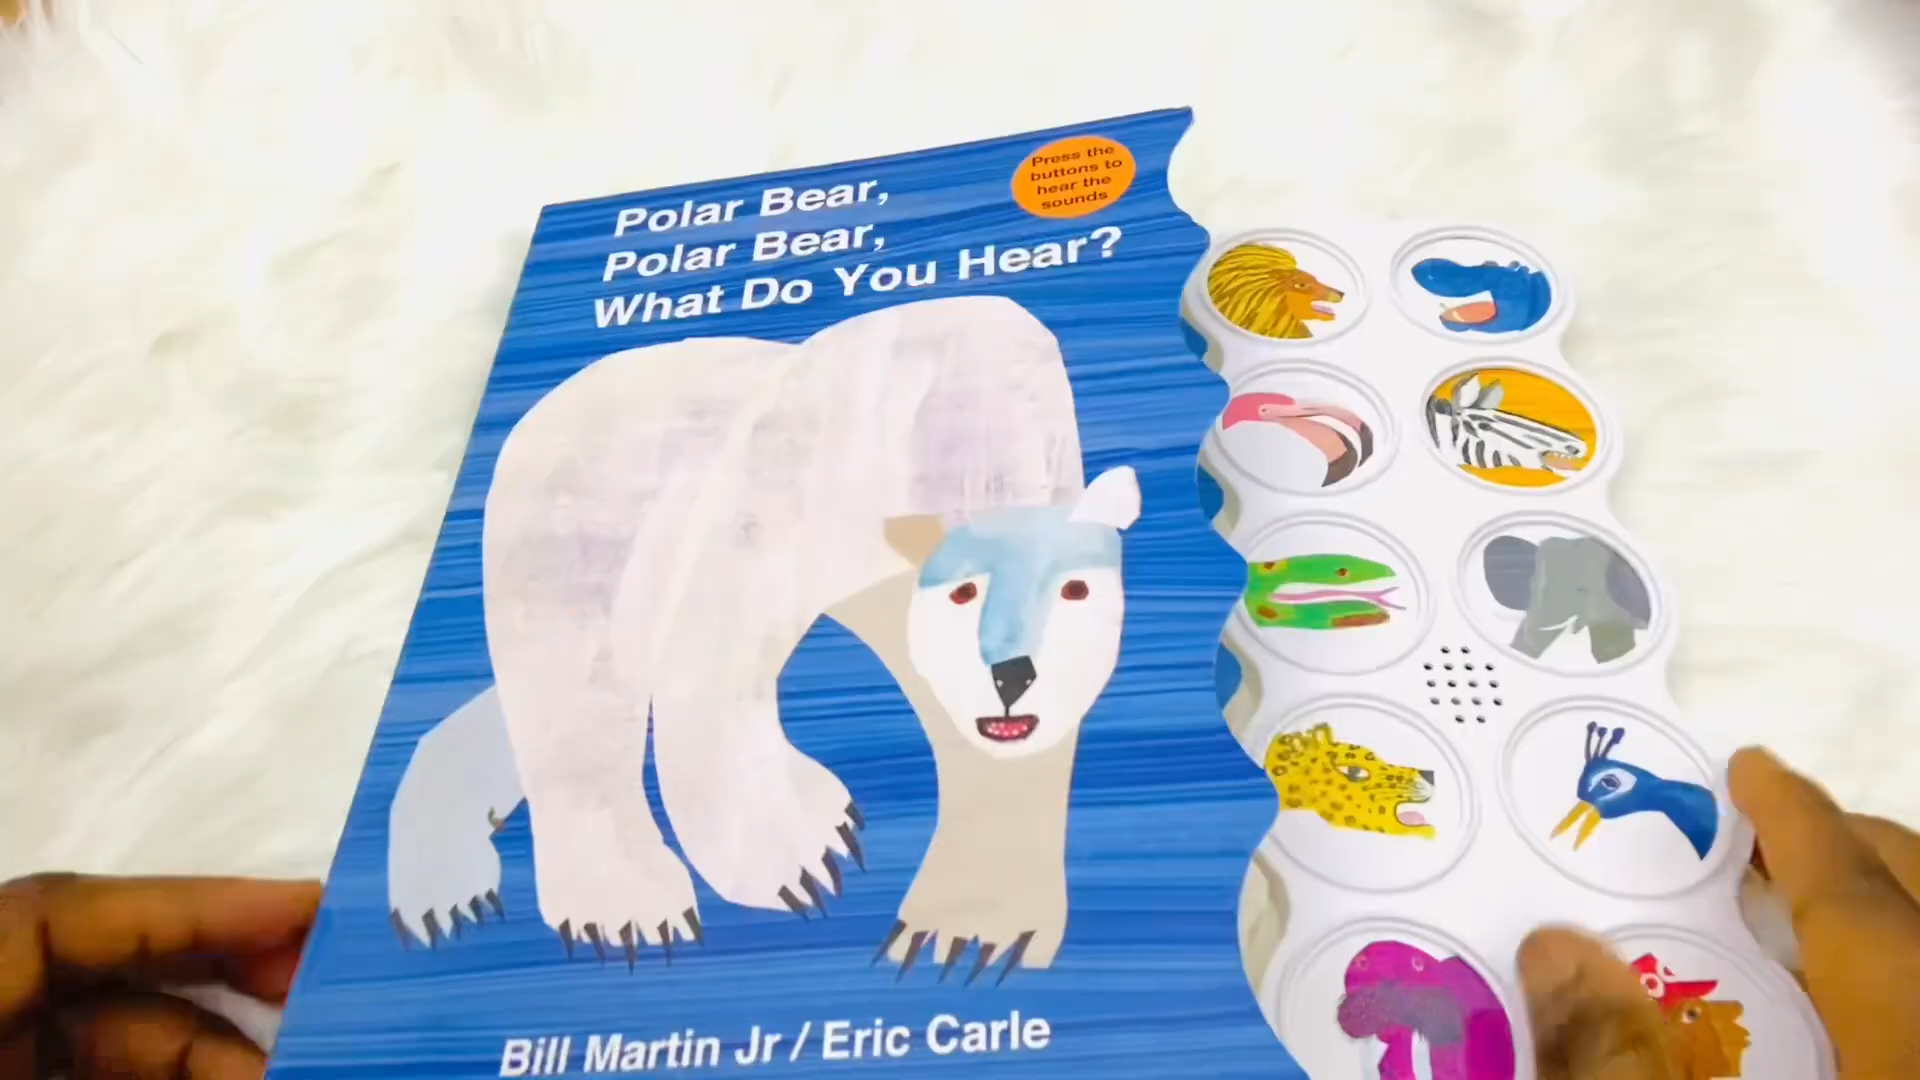 Polar Bear,
Polar Bear,
What Do You Hear?
Press the
buttons to
hear the
sounds
Bill Martin Jr / Eric Carle